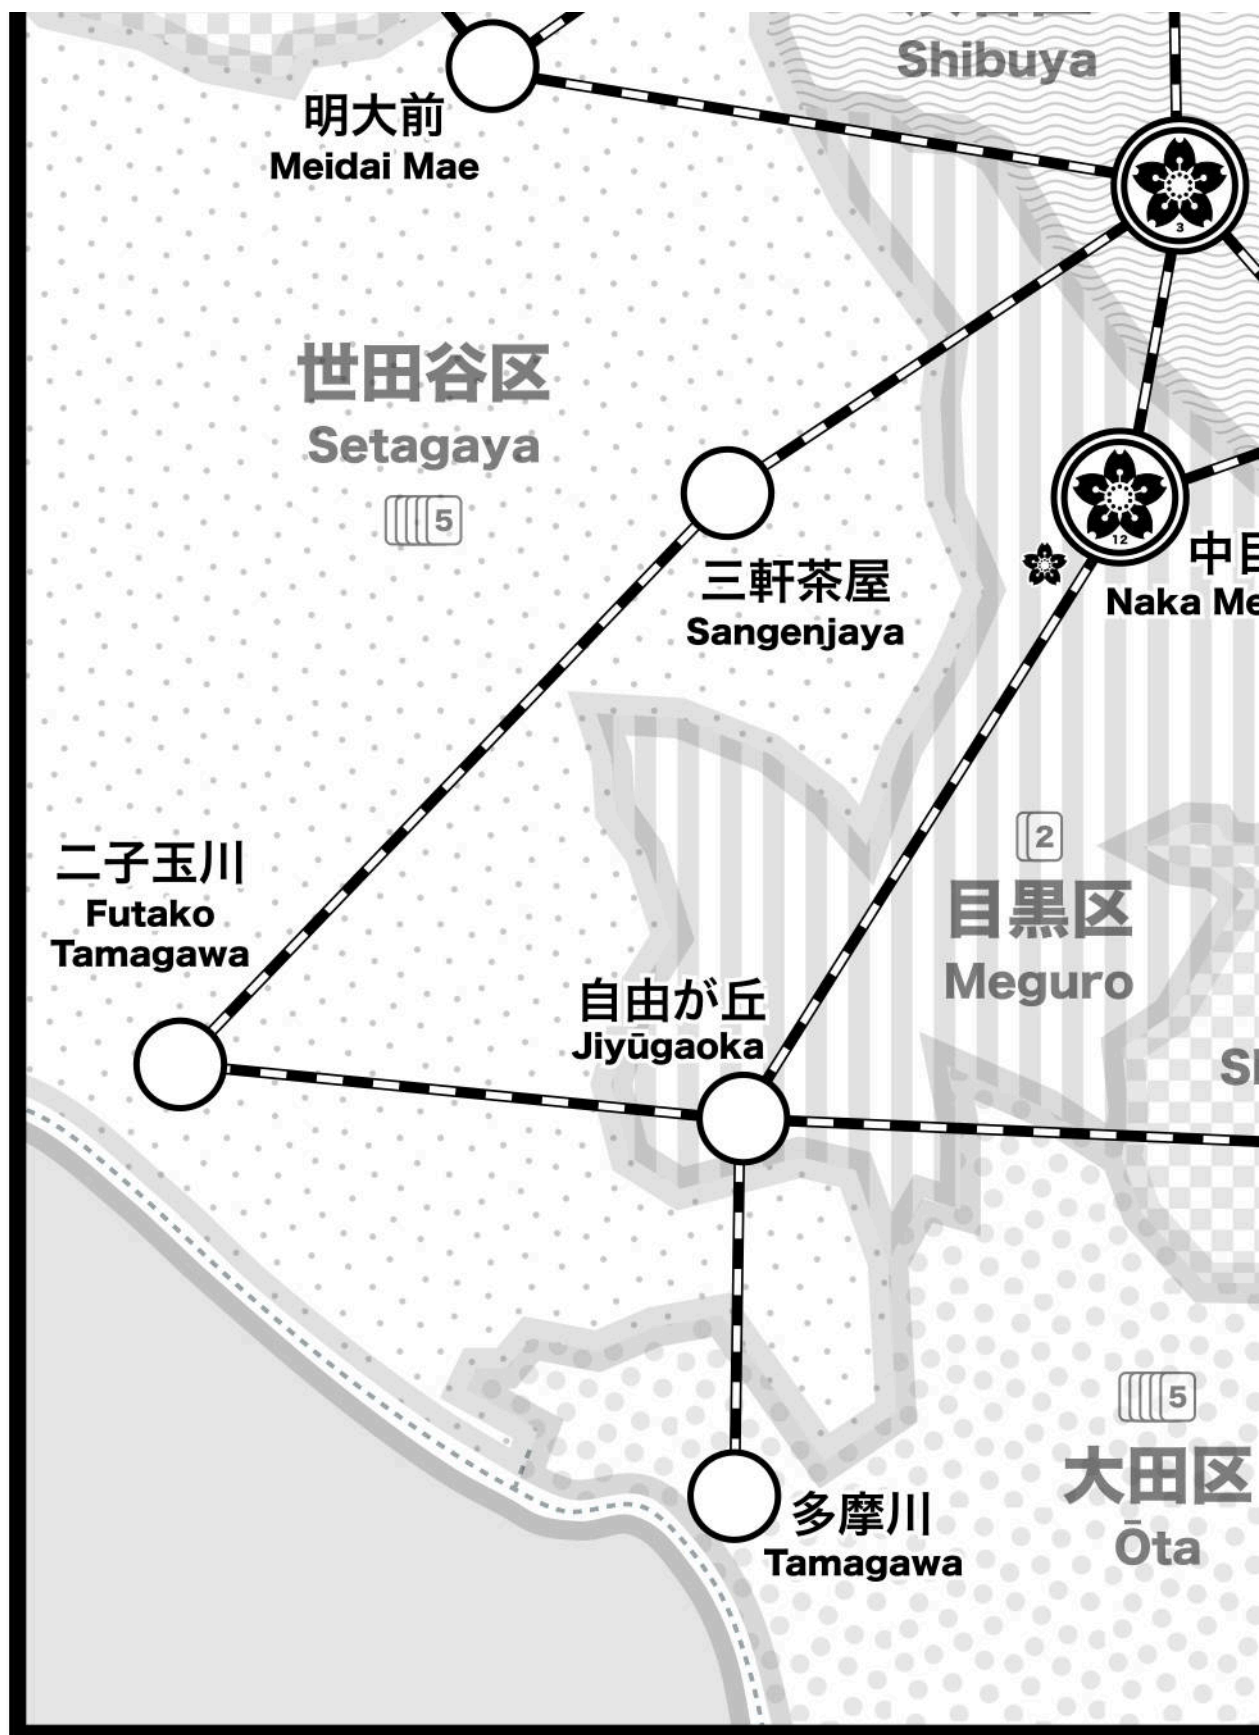 Shibuya
明大前
Meidai Mae
3
世田谷区
Setagaya
5
12
中目
Naka Me
三軒茶屋
Sangenjaya
2
目黒区
Meguro
二子玉川
Futako
Tamagawa
自由が丘
Jiyūgaoka
5
大田区
Ōta
多摩川
Tamagawa